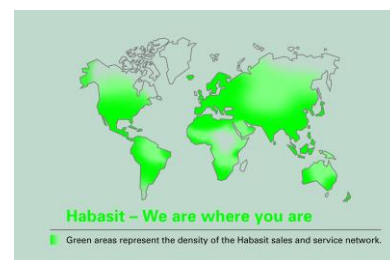 Habasit – We are where you are
Green areas represent the density of the Habasit sales and service network.